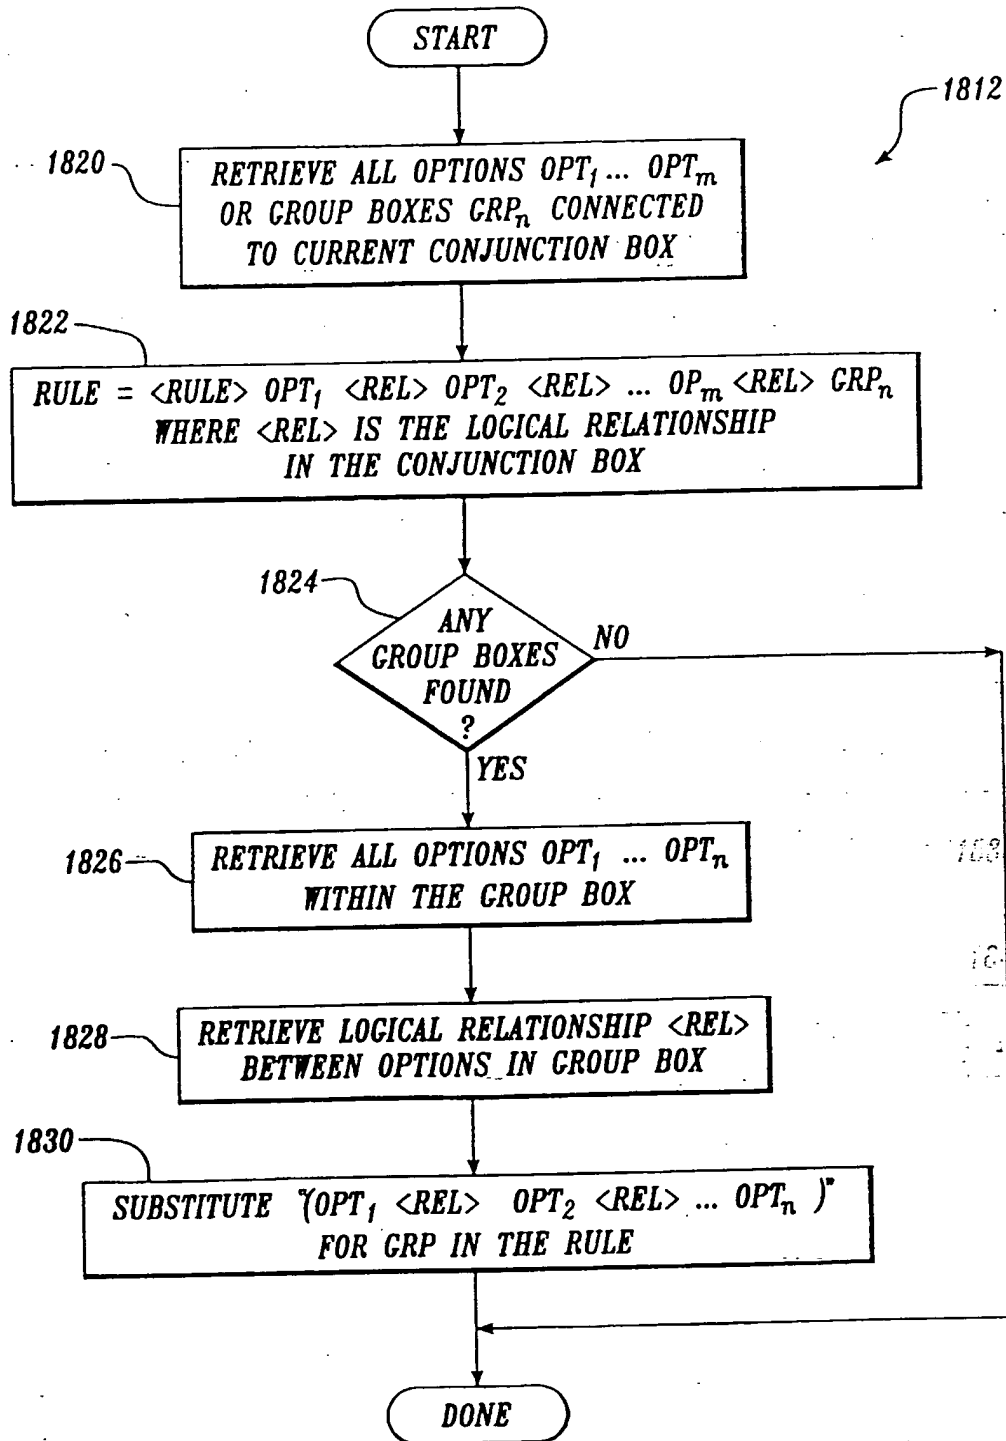 START
1812
1820
RETRIEVE ALL OPTIONS OPT₁... OPTₘ
OR GROUP BOXES GRPₙ CONNECTED
TO CURRENT CONJUNCTION BOX
1822
RULE = <RULE> OPT₁ <REL> OPT₂ <REL> ... OPₘ <REL> GRPₙ
WHERE <REL> IS THE LOGICAL RELATIONSHIP
IN THE CONJUNCTION BOX
1824
ANY
GROUP BOXES
FOUND
?
NO
YES
1826
RETRIEVE ALL OPTIONS OPT₁ ... OPTₙ
WITHIN THE GROUP BOX
1828
RETRIEVE LOGICAL RELATIONSHIP <REL>
BETWEEN OPTIONS IN GROUP BOX
1830
SUBSTITUTE "(OPT₁ <REL> OPT₂ <REL> ... OPTₙ )"
FOR GRP IN THE RULE
DONE